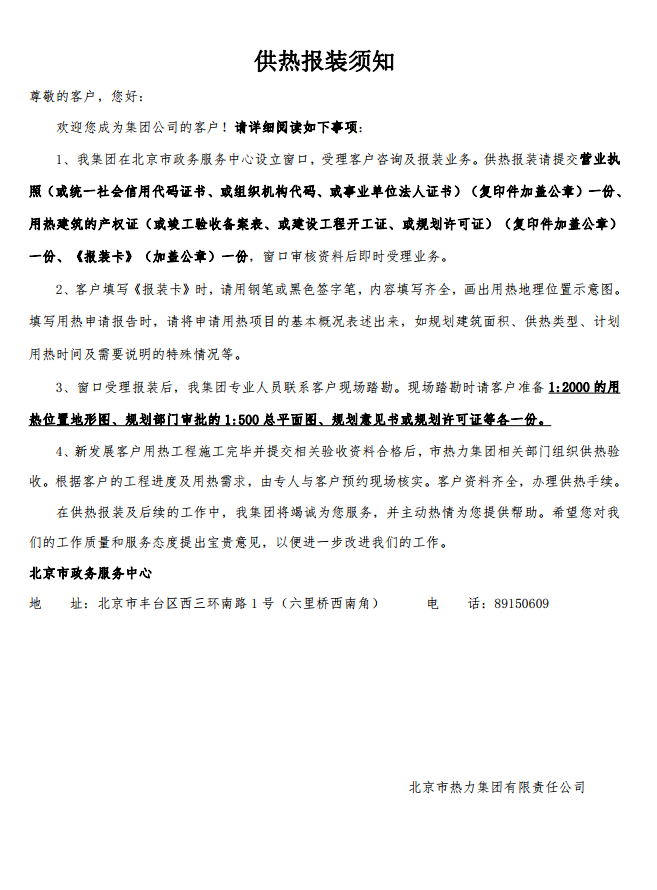 供热报装须知
尊敬的客户，您好：
欢迎您成为集团公司的客户！请详细阅读如下事项：
1、我集团在北京市政务服务中心设立窗口，受理客户咨询及报装业务。供热报装请提交营业执
照（或统一社会信用代码证书、或组织机构代码、或事业单位法人证书）（复印件加盖公章）一份、
用热建筑的产权证（或竣工验收备案表、或建设工程开工证、或规划许可证）（复印件加盖公章）
一份、《报装卡》（加盖公章）一份，窗口审核资料后即时受理业务。
2、客户填写《报装卡》时，请用钢笔或黑色签字笔，内容填写齐全，画出用热地理位置示意图。
填写用热申请报告时，请将申请用热项目的基本概况表述出来，如规划建筑面积、供热类型、计划
用热时间及需要说明的特殊情况等。
3、窗口受理报装后，我集团专业人员联系客户现场踏勘。现场踏勘时请客户准备1:2000的用
热位置地形图、规划部门审批的1:500总平面图、规划意见书或规划许可证等各一份。
4、新发展客户用热工程施工完毕并提交相关验收资料合格后，市热力集团相关部门组织供热验
收。根据客户的工程进度及用热需求，由专人与客户预约现场核实。客户资料齐全，办理供热手续。
在供热报装及后续的工作中，我集团将竭诚为您服务，并主动热情为您提供帮助。希望您对我
们的工作质量和服务态度提出宝贵意见，以便进一步改进我们的工作。
北京市政务服务中心
地　　址：北京市丰台区西三环南路1号（六里桥西南角）　　　电　　话：89150609
北京市热力集团有限责任公司